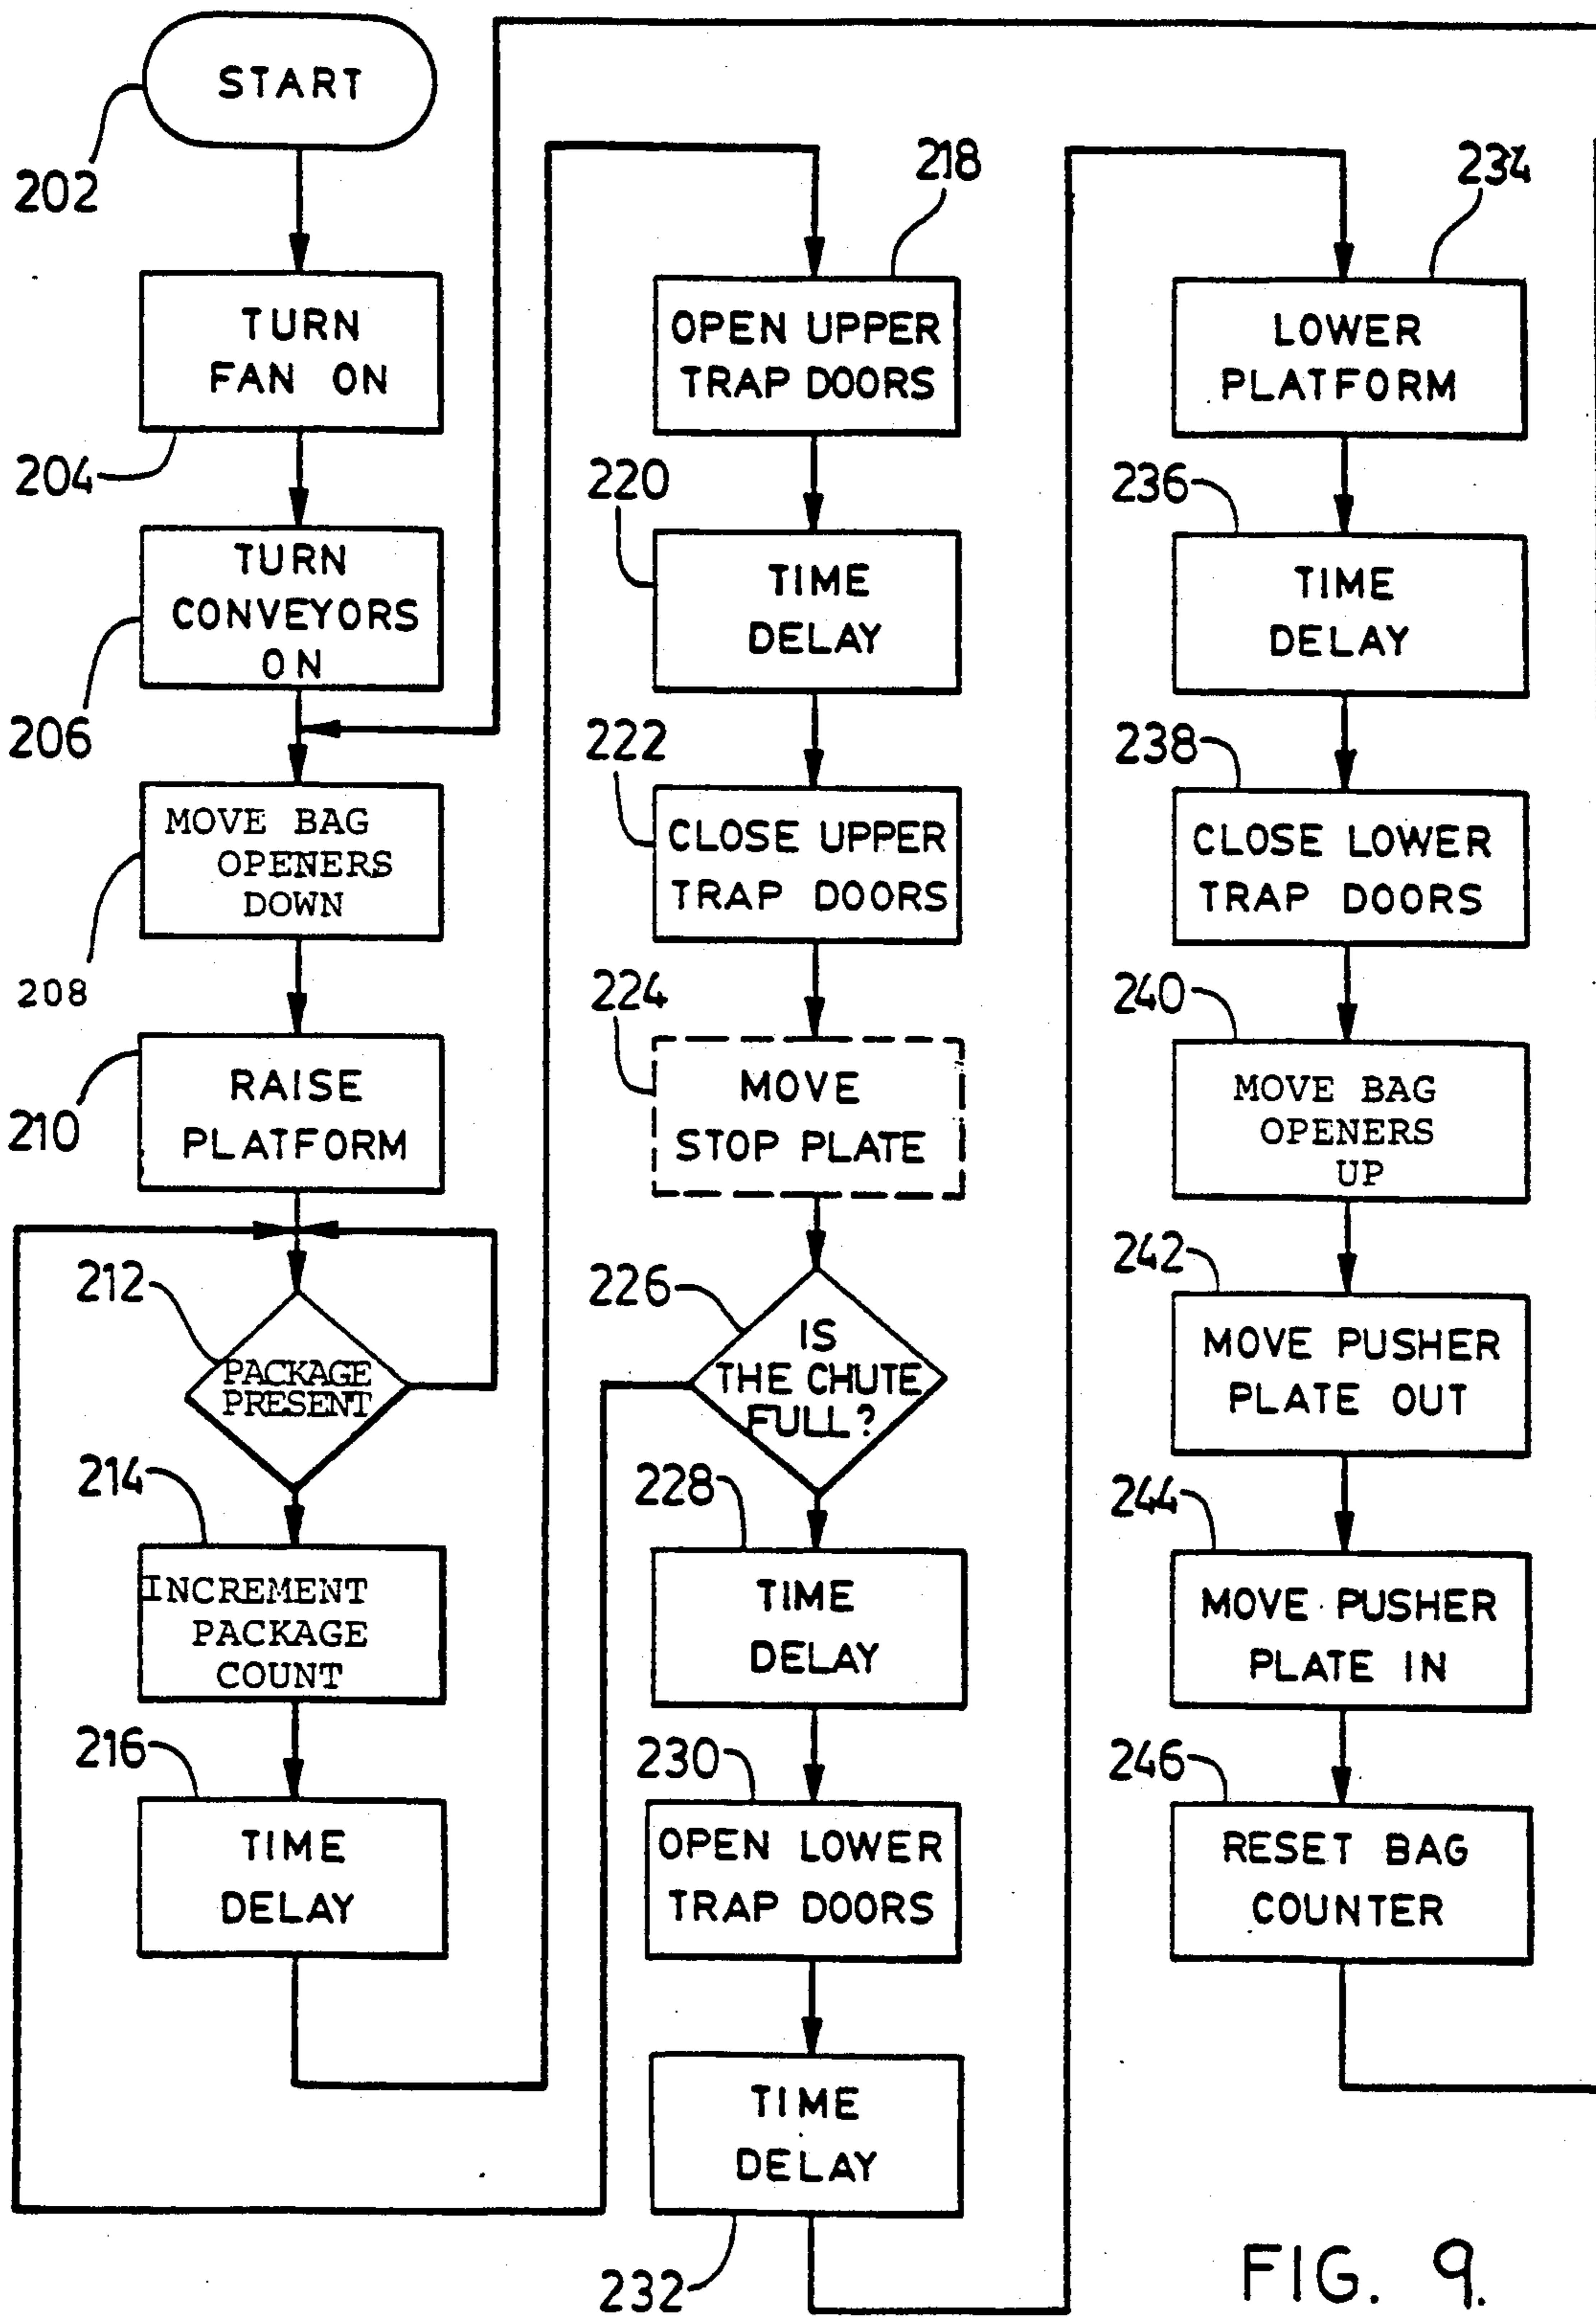 START
202
TURN
FAN ON
204
TURN
CONVEYORS
ON
206
MOVE BAG
OPENERS
DOWN
208
RAISE
PLATFORM
210
212
PACKAGE
PRESENT
214
INCREMENT
PACKAGE
COUNT
216
TIME
DELAY
218
OPEN UPPER
TRAP DOORS
220
TIME
DELAY
222
CLOSE UPPER
TRAP DOORS
224
MOVE
STOP PLATE
226
IS
THE CHUTE
FULL?
228
TIME
DELAY
230
OPEN LOWER
TRAP DOORS
TIME
DELAY
232
234
LOWER
PLATFORM
236
TIME
DELAY
238
CLOSE LOWER
TRAP DOORS
240
MOVE BAG
OPENERS
UP
242
MOVE PUSHER
PLATE OUT
244
MOVE PUSHER
PLATE IN
246
RESET BAG
COUNTER
FIG. 9.